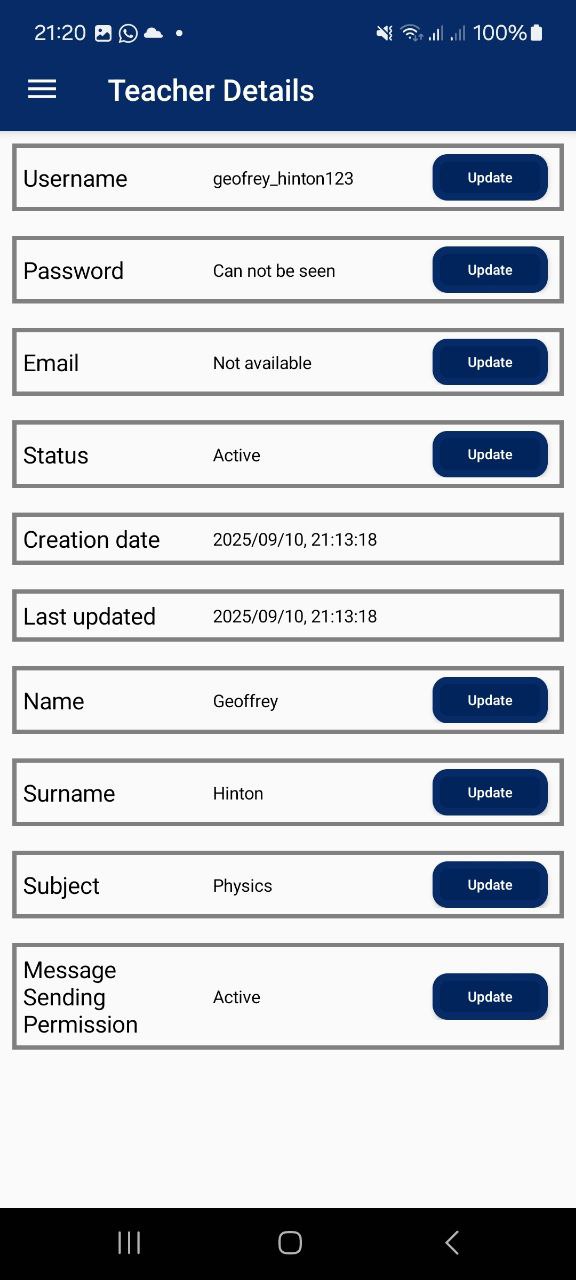 21:20 100%
Teacher Details
Username geofrey_hinton123 Update
Password Can not be seen Update
Email Not available Update
Status Active Update
Creation date 2025/09/10, 21:13:18
Last updated 2025/09/10, 21:13:18
Name Geoffrey Update
Surname Hinton Update
Subject Physics Update
Message
Sending Active Update
Permission